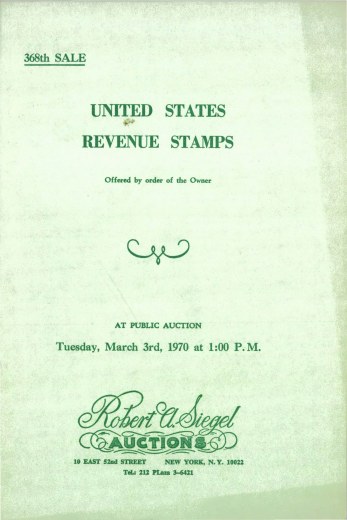 368th SALE
UNITED STATES
REVENUE STAMPS
Offered by order of the Owner
AT PUBLIC AUCTION
Tuesday, March 3rd, 1970 at 1:00 P.M.
Robert A. Siegel
AUCTIONS
10 EAST 52nd STREET NEW YORK, N. Y. 10022
Tel.: 212 PLaza 3-6421